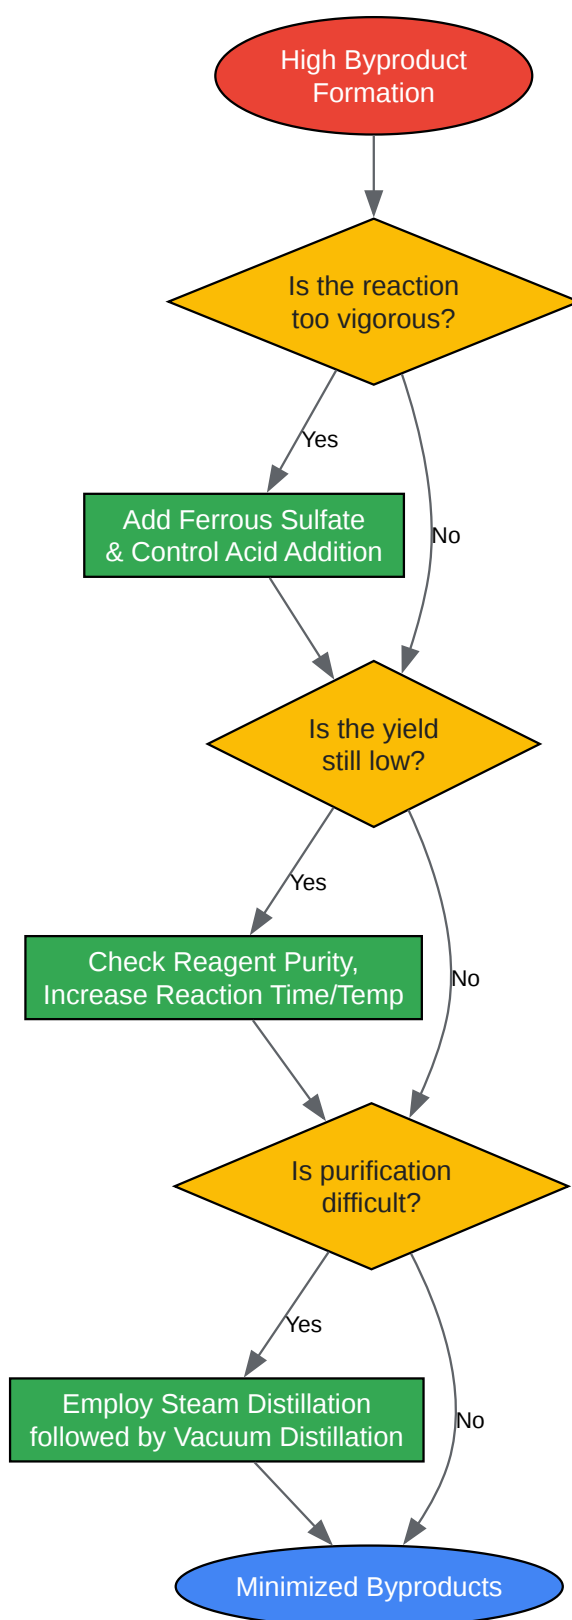 High Byproduct
Formation
Is the reaction
too vigorous?
Yes
No
Add Ferrous Sulfate
& Control Acid Addition
Is the yield
still low?
Yes
No
Check Reagent Purity,
Increase Reaction Time/Temp
Is purification
difficult?
Yes
No
Employ Steam Distillation
followed by Vacuum Distillation
Minimized Byproducts